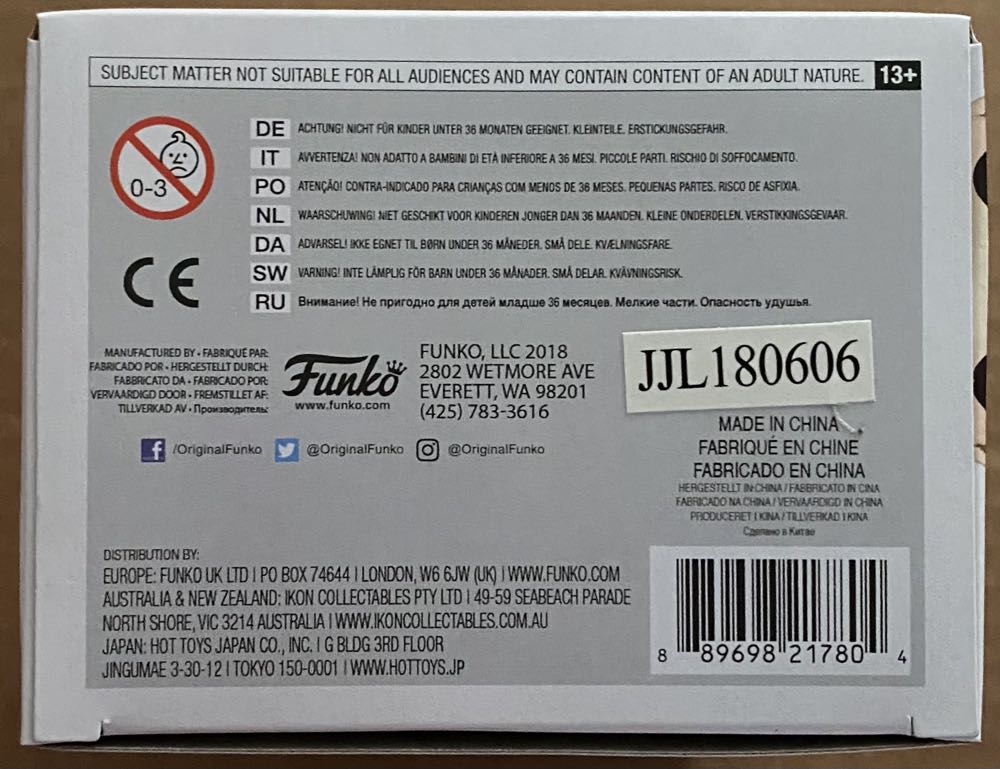 SUBJECT MATTER NOT SUITABLE FOR ALL AUDIENCES AND MAY CONTAIN CONTENT OF AN ADULT NATURE. 13+
0-3
DE ACHTUNG! NICHT FÜR KINDER UNTER 36 MONATEN GEEIGNET. KLEINTEILE. ERSTICKUNGSGEFAHR.
IT AVVERTENZA! NON ADATTO A BAMBINI DI ETÀ INFERIORE A 36 MESI. PICCOLE PARTI. RISCHIO DI SOFFOCAMENTO.
PO ATENÇÃO! CONTRA-INDICADO PARA CRIANÇAS COM MENOS DE 36 MESES. PEQUENAS PARTES. RISCO DE ASFIXIA.
NL WAARSCHUWING! NIET GESCHIKT VOOR KINDEREN JONGER DAN 36 MAANDEN. KLEINE ONDERDELEN. VERSTIKKINGSGEVAAR.
DA ADVARSEL! IKKE EGNET TIL BØRN UNDER 36 MÅNEDER. SMÅ DELE. KVÆLNINGSFARE.
SW VARNING! INTE LÄMPLIG FÖR BARN UNDER 36 MÅNADER. SMÅ DELAR. KVÄVNINGSRISK.
RU Внимание! Не пригодно для детей младше 36 месяцев. Мелкие части. Опасность удушья.
CE
MANUFACTURED BY • FABRIQUÉ PAR:
FABRICADO POR • HERGESTELLT DURCH:
FABBRICATO DA • FABRICADO POR:
VERVAARDIGD DOOR • FREMSTILLET AF:
TILLVERKAD AV • Производитель:
Funko
www.funko.com
FUNKO, LLC 2018
2802 WETMORE AVE
EVERETT, WA 98201
(425) 783-3616
JJL180606
/OriginalFunko @OriginalFunko @OriginalFunko
MADE IN CHINA
FABRIQUÉ EN CHINE
FABRICADO EN CHINA
HERGESTELLT IN CHINA / FABBRICATO IN CINA
FABRICADO NA CHINA / VERVAARDIGD IN CHINA
PRODUCERET I KINA / TILLVERKAD I KINA
Сделано в Китае
DISTRIBUTION BY:
EUROPE: FUNKO UK LTD | PO BOX 74644 | LONDON, W6 6JW (UK) | WWW.FUNKO.COM
AUSTRALIA & NEW ZEALAND: IKON COLLECTABLES PTY LTD | 49-59 SEABEACH PARADE
NORTH SHORE, VIC 3214 AUSTRALIA | WWW.IKONCOLLECTABLES.COM.AU
JAPAN: HOT TOYS JAPAN CO., INC. | G BLDG 3RD FLOOR
JINGUMAE 3-30-12 | TOKYO 150-0001 | WWW.HOTTOYS.JP
8 89698 21780 4